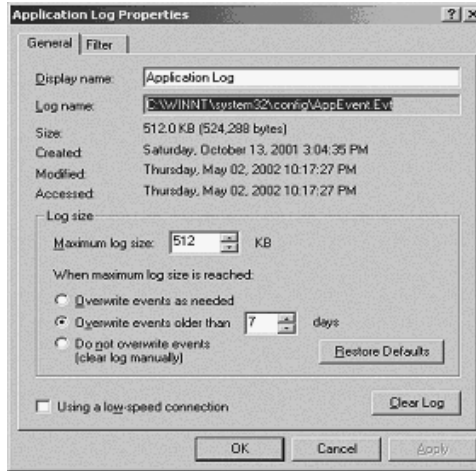 Application Log Properties
General Filter
Display name: Application Log
Log name: C:\WINNT\system32\config\AppEvent.Evt
Size: 512.0 KB (524,288 bytes)
Created: Saturday, October 13, 2001 3:04:35 PM
Modified: Thursday, May 02, 2002 10:17:27 PM
Accessed: Thursday, May 02, 2002 10:17:27 PM
Log size
Maximum log size: 512 KB
When maximum log size is reached:
Overwrite events as needed
Overwrite events older than 7 days
Do not overwrite events
(clear log manually)
Restore Defaults
Using a low-speed connection
Clear Log
OK Cancel Apply